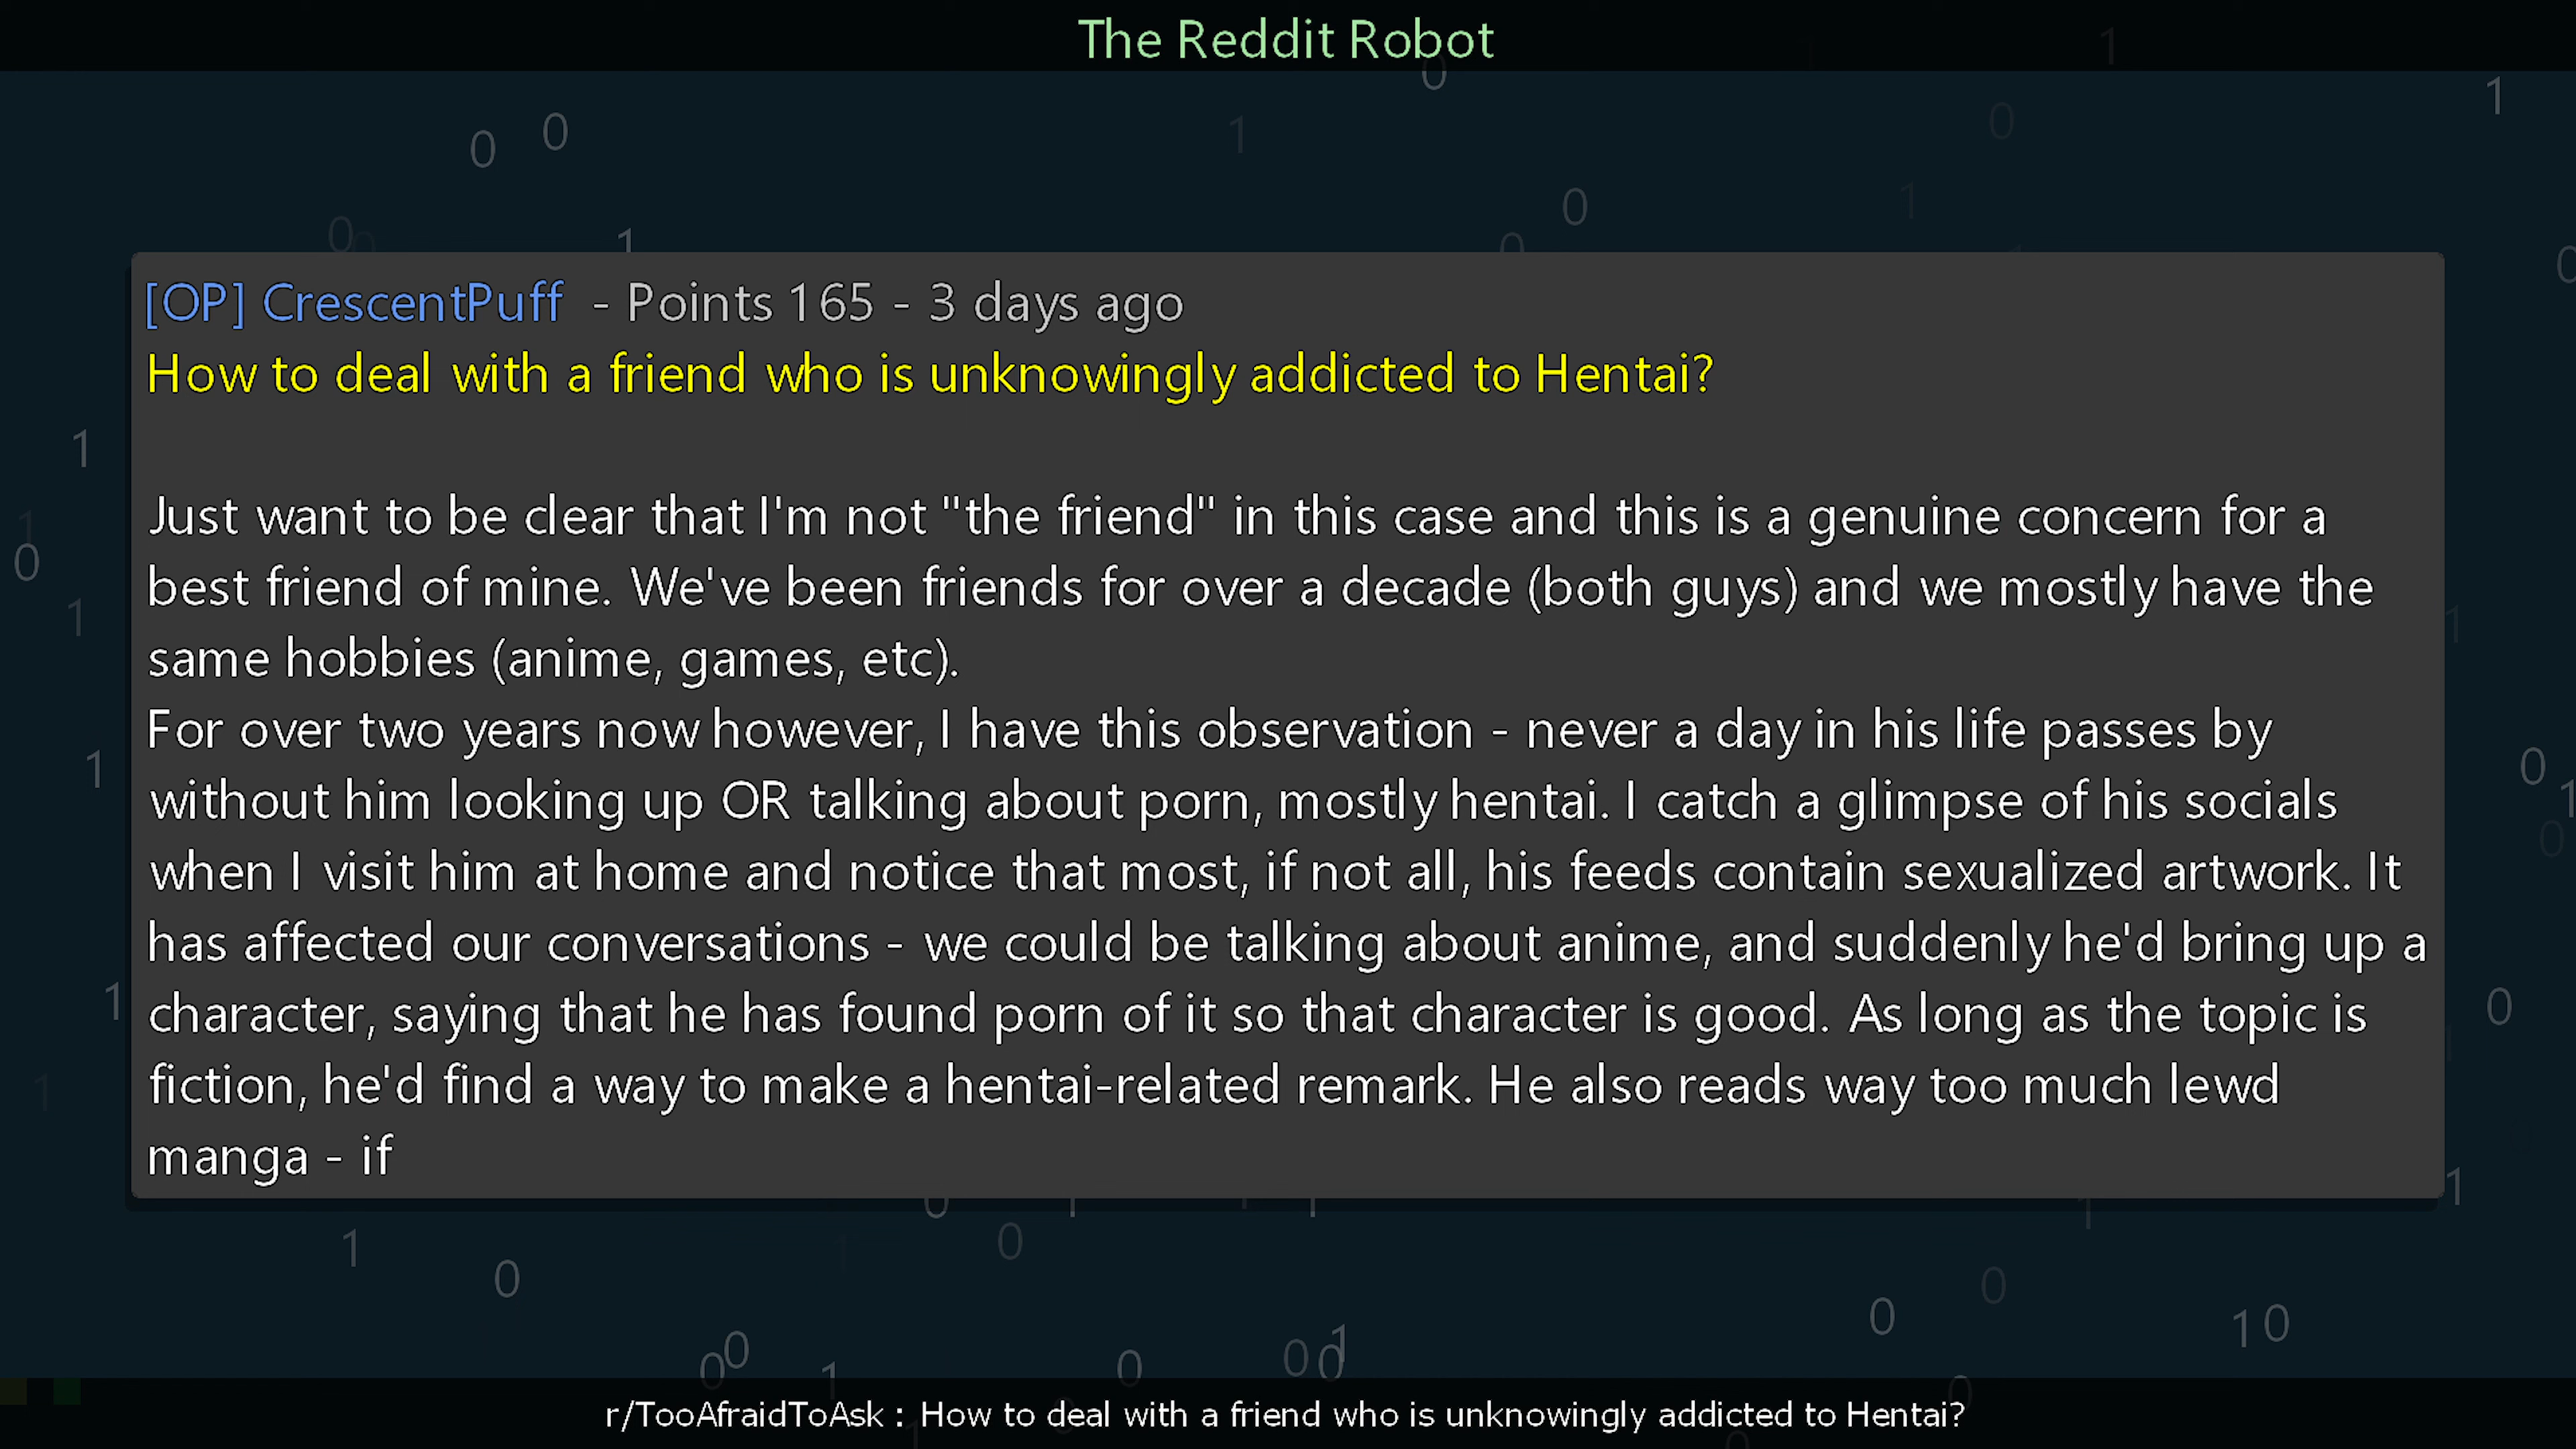 The Reddit Robot
[OP] CrescentPuff - Points 165 - 3 days ago
How to deal with a friend who is unknowingly addicted to Hentai?
Just want to be clear that I'm not "the friend" in this case and this is a genuine concern for a
best friend of mine. We've been friends for over a decade (both guys) and we mostly have the
same hobbies (anime, games, etc).
For over two years now however, I have this observation - never a day in his life passes by
without him looking up OR talking about porn, mostly hentai. I catch a glimpse of his socials
when I visit him at home and notice that most, if not all, his feeds contain sexualized artwork. It
has affected our conversations - we could be talking about anime, and suddenly he'd bring up a
character, saying that he has found porn of it so that character is good. As long as the topic is
fiction, he'd find a way to make a hentai-related remark. He also reads way too much lewd
manga - if
r/TooAfraidToAsk : How to deal with a friend who is unknowingly addicted to Hentai?